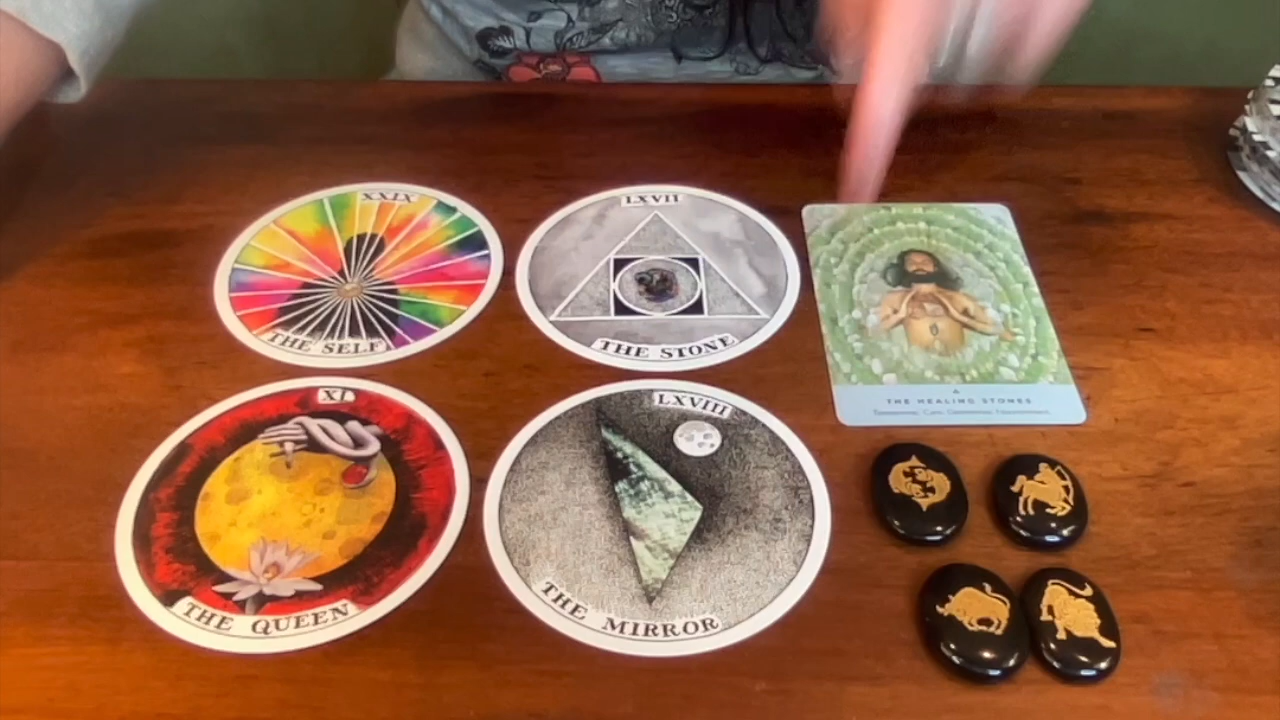 XXIX
THE SELF
LXVII
THE STONE
THE HEALING STONES
XI
THE QUEEN
LXVIII
THE MIRROR